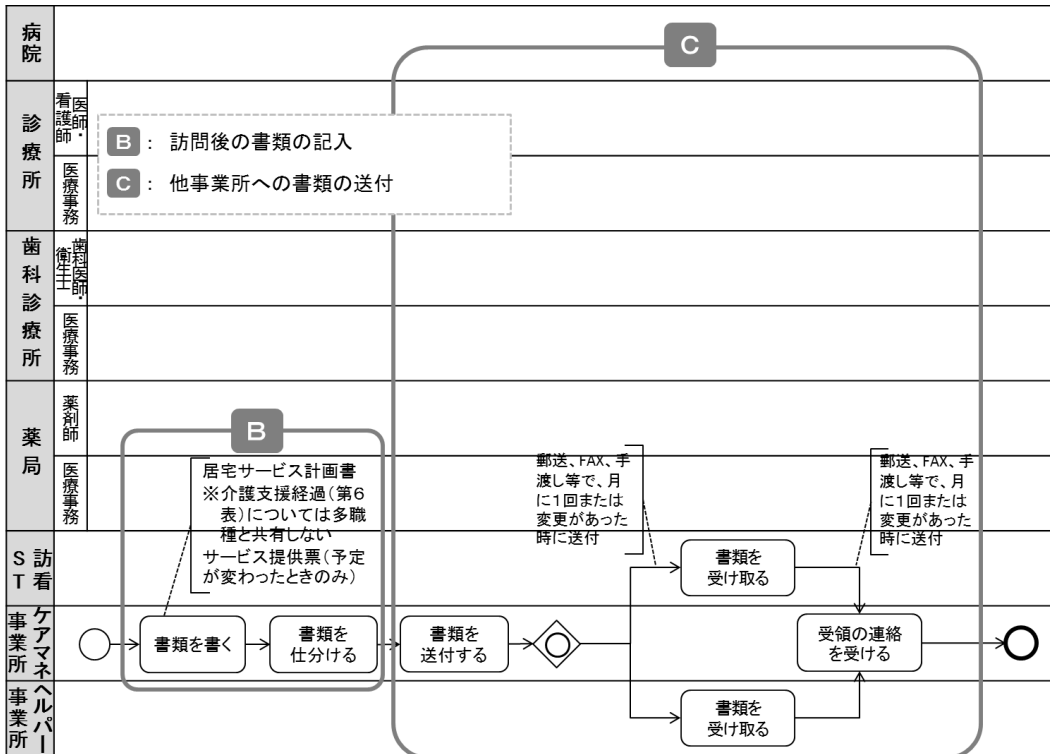 病院
C
診療所
医師・看護師
医療事務
B ： 訪問後の書類の記入
C ： 他事業所への書類の送付
歯科診療所
歯科医師・衛生士
医療事務
薬局
薬剤師
医療事務
B
居宅サービス計画書
※介護支援経過（第６
表）については多職
種と共有しない
サービス提供票（予定
が変わったときのみ）
郵送、FAX、手
渡し等で、月
に１回または
変更があった
時に送付
郵送、FAX、手
渡し等で、月
に１回または
変更があった
時に送付
訪看ST
書類を
受け取る
ケアマネ事業所
書類を書く
書類を
仕分ける
書類を
送付する
受領の連絡
を受ける
ヘルパー事業所
書類を
受け取る